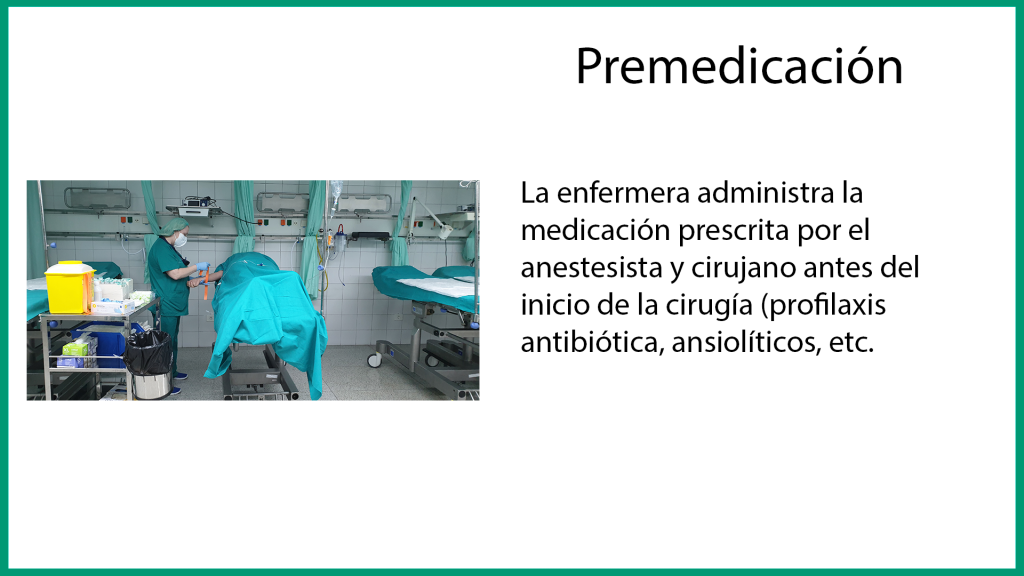 Premedicación
La enfermera administra la
medicación prescrita por el
anestesista y cirujano antes del
inicio de la cirugía (profilaxis
antibiótica, ansiolíticos, etc.